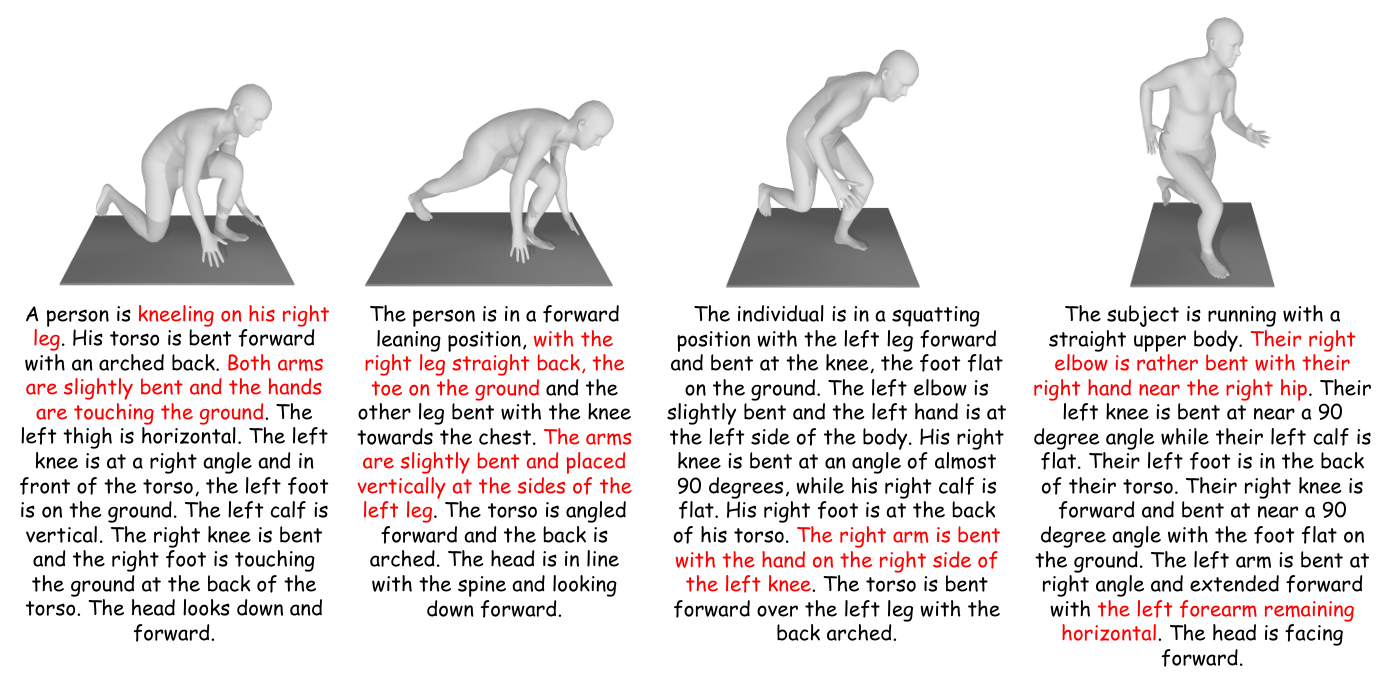 A person is kneeling on his right
leg. His torso is bent forward
with an arched back. Both arms
are slightly bent and the hands
are touching the ground. The
left thigh is horizontal. The left
knee is at a right angle and in
front of the torso, the left foot
is on the ground. The left calf is
vertical. The right knee is bent
and the right foot is touching
the ground at the back of the
torso. The head looks down and
forward.
The person is in a forward
leaning position, with the
right leg straight back, the
toe on the ground and the
other leg bent with the knee
towards the chest. The arms
are slightly bent and placed
vertically at the sides of the
left leg. The torso is angled
forward and the back is
arched. The head is in line
with the spine and looking
down forward.
The individual is in a squatting
position with the left leg forward
and bent at the knee, the foot flat
on the ground. The left elbow is
slightly bent and the left hand is at
the left side of the body. His right
knee is bent at an angle of almost
90 degrees, while his right calf is
flat. His right foot is at the back
of his torso. The right arm is bent
with the hand on the right side of
the left knee. The torso is bent
forward over the left leg with the
back arched.
The subject is running with a
straight upper body. Their right
elbow is rather bent with their
right hand near the right hip. Their
left knee is bent at near a 90
degree angle while their left calf is
flat. Their left foot is in the back
of their torso. Their right knee is
forward and bent at near a 90
degree angle with the foot flat on
the ground. The left arm is bent at
right angle and extended forward
with the left forearm remaining
horizontal. The head is facing
forward.